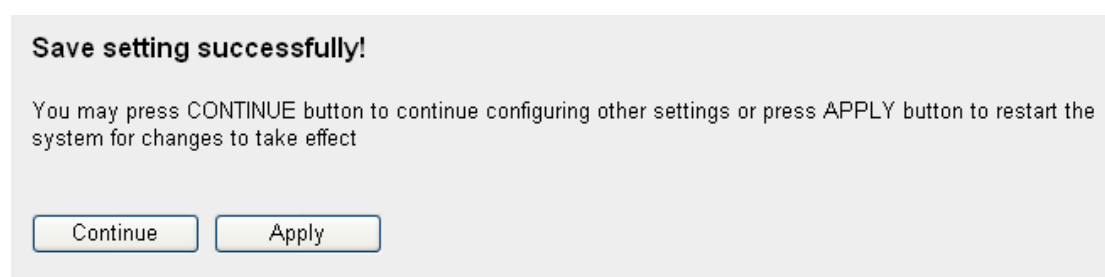 Save setting successfully!
You may press CONTINUE button to continue configuring other settings or press APPLY button to restart the
system for changes to take effect
Continue Apply